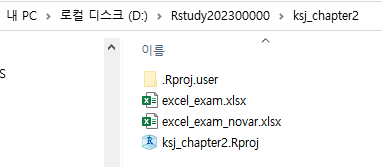 내 PC > 로컬 디스크 (D:) > Rstudy202300000 > ksj_chapter2
이름
.Rproj.user
S
excel_exam.xlsx
excel_exam_novar.xlsx
ksj_chapter2.Rproj